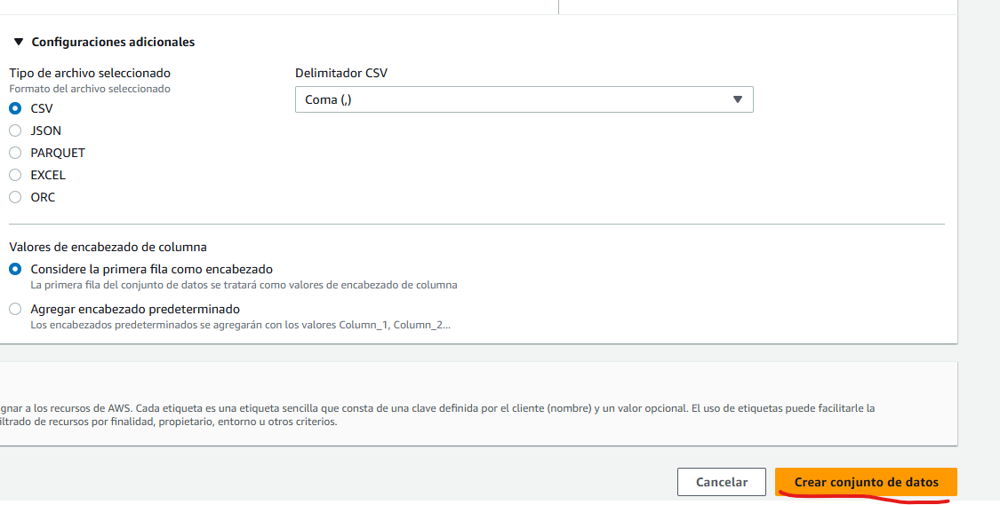 Configuraciones adicionales
Tipo de archivo seleccionado
Formato del archivo seleccionado
CSV
JSON
PARQUET
EXCEL
ORC
Delimitador CSV
Coma (,)
Valores de encabezado de columna
Considere la primera fila como encabezado
La primera fila del conjunto de datos se tratará como valores de encabezado de columna
Agregar encabezado predeterminado
Los encabezados predeterminados se agregarán con los valores Column_1, Column_2...
gnar a los recursos de AWS. Cada etiqueta es una etiqueta sencilla que consta de una clave definida por el cliente (nombre) y un valor opcional. El uso de etiquetas puede facilitarle la
iltrado de recursos por finalidad, propietario, entorno u otros criterios.
Cancelar
Crear conjunto de datos